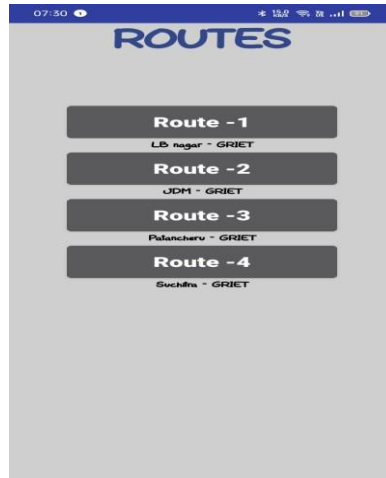 07:30
ROUTES
Route -1
LB nagar - GRIET
Route -2
JDM - GRIET
Route -3
Patancheru - GRIET
Route -4
Suchitra - GRIET